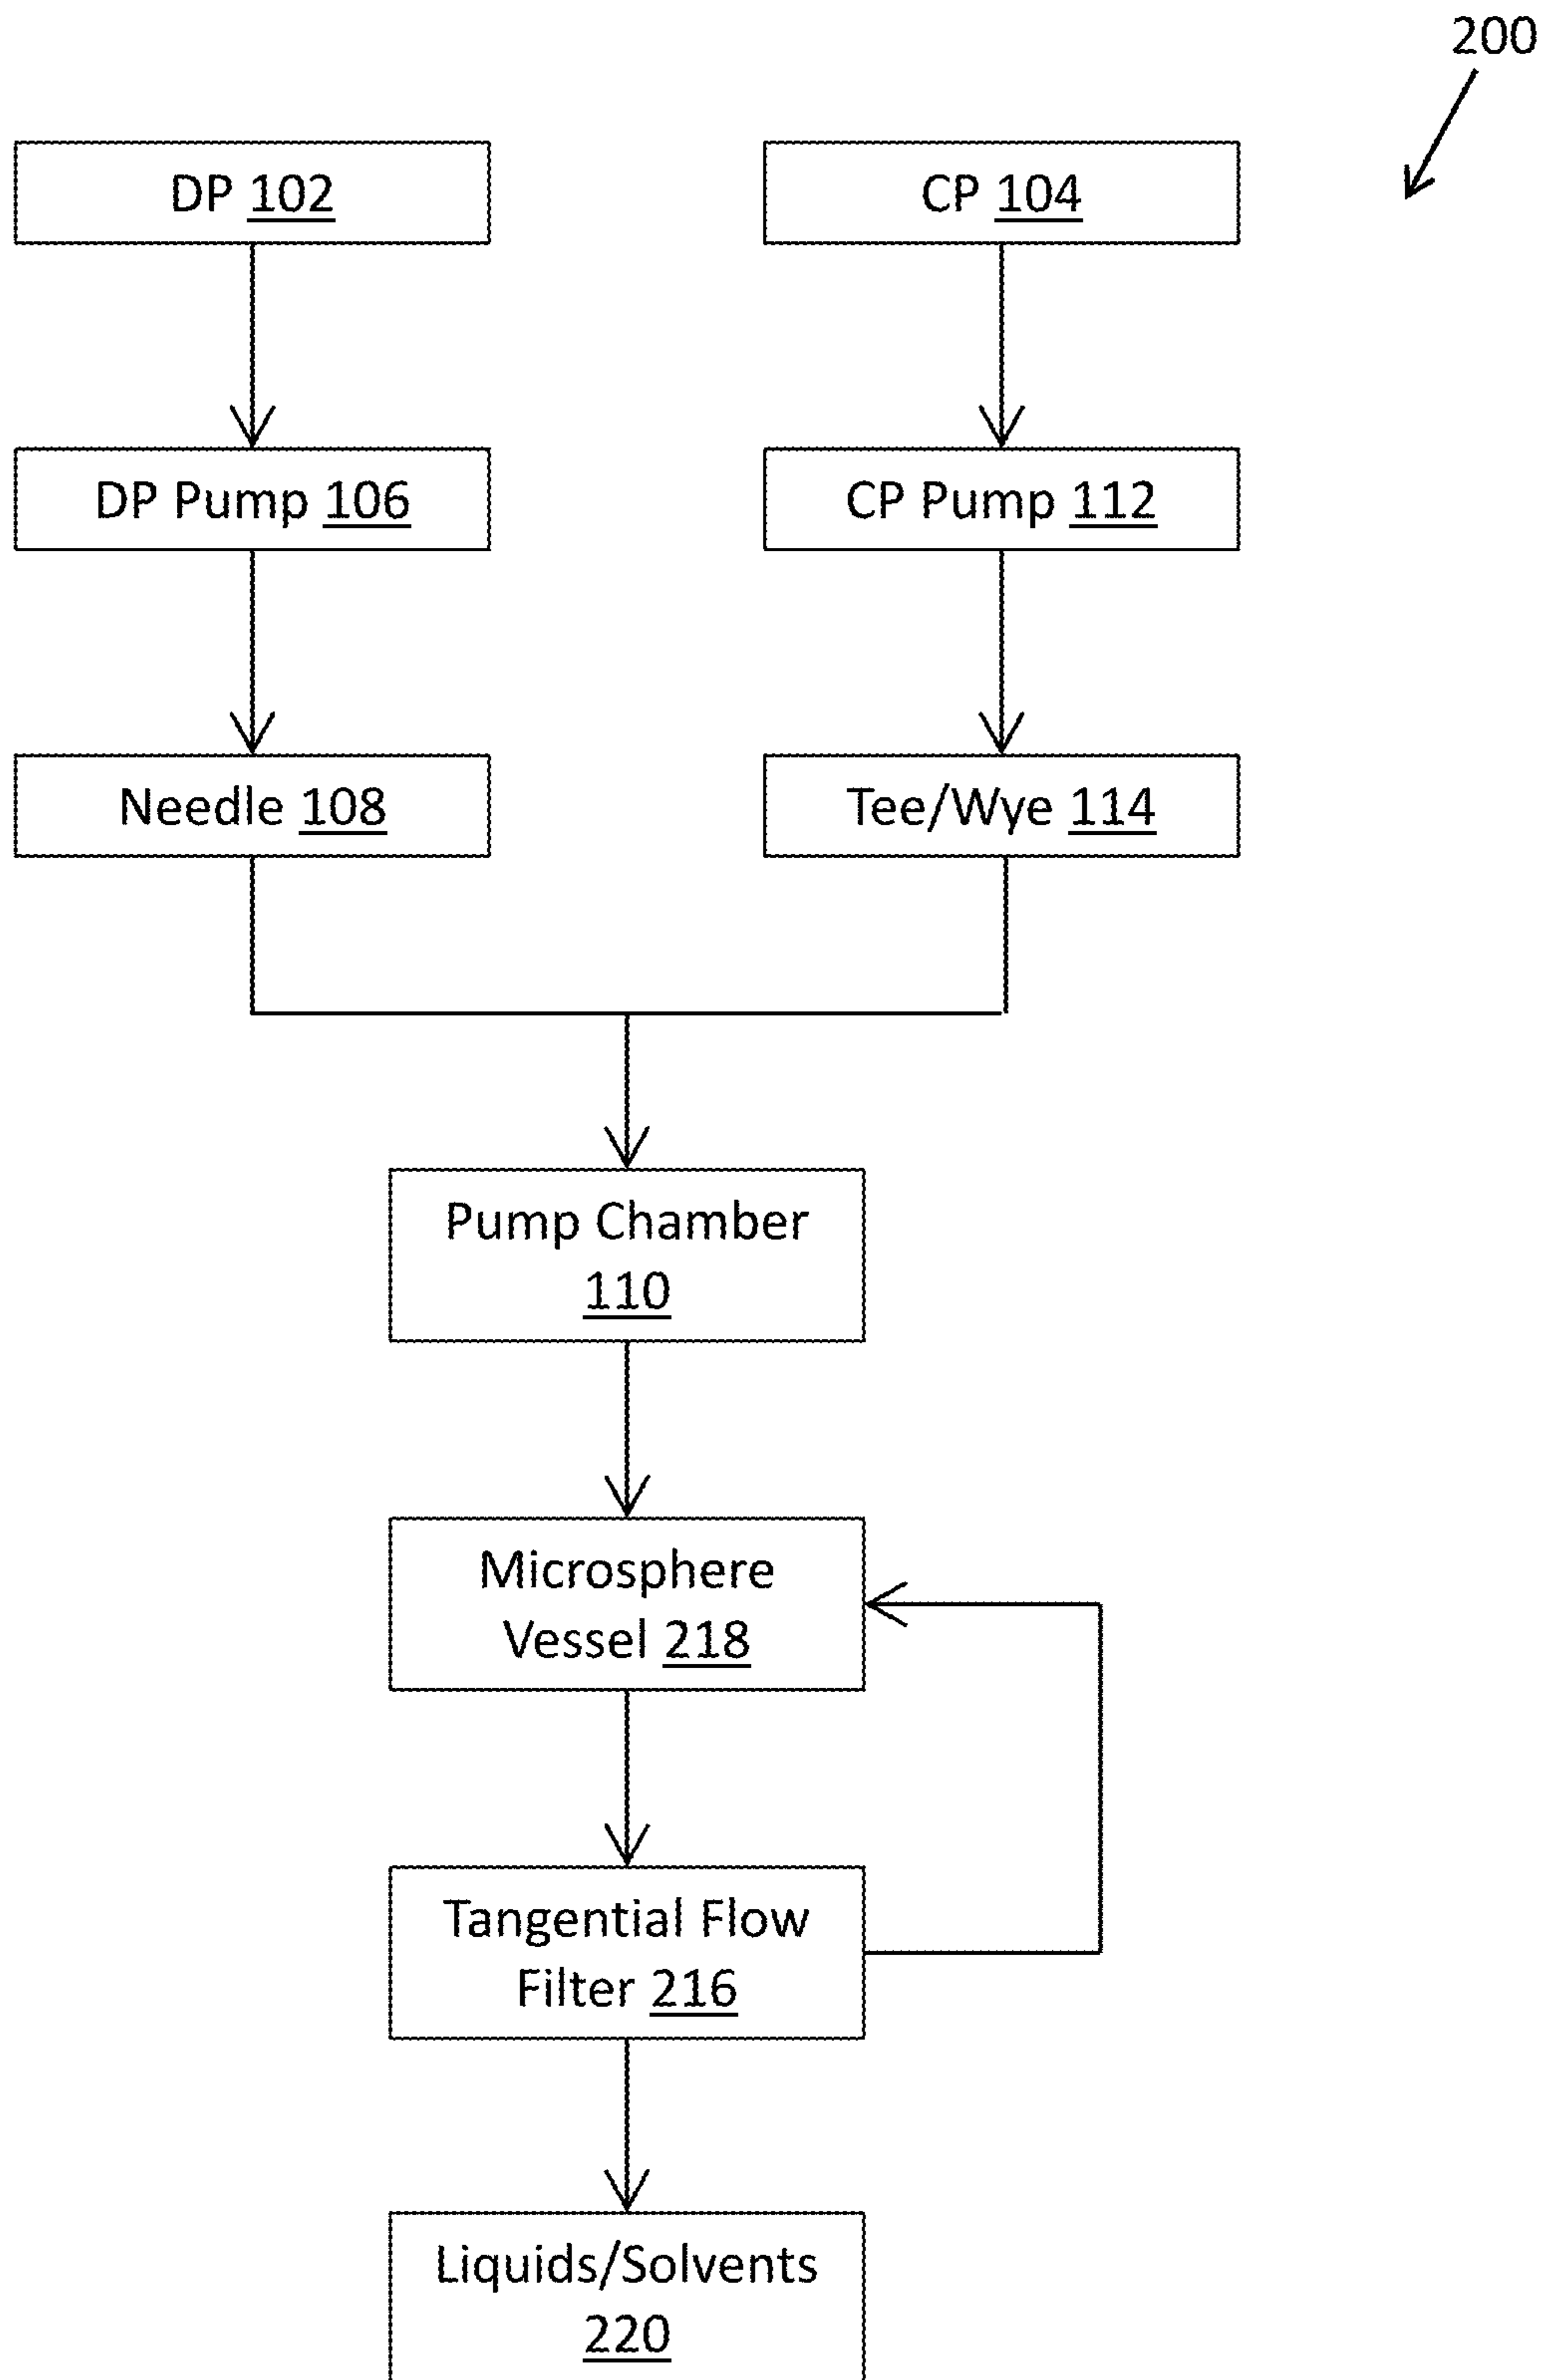 200
DP 102
CP 104
DP Pump 106
CP Pump 112
Needle 108
Tee/Wye 114
Pump Chamber
110
Microsphere
Vessel 218
Tangential Flow
Filter 216
Liquids/Solvents
220